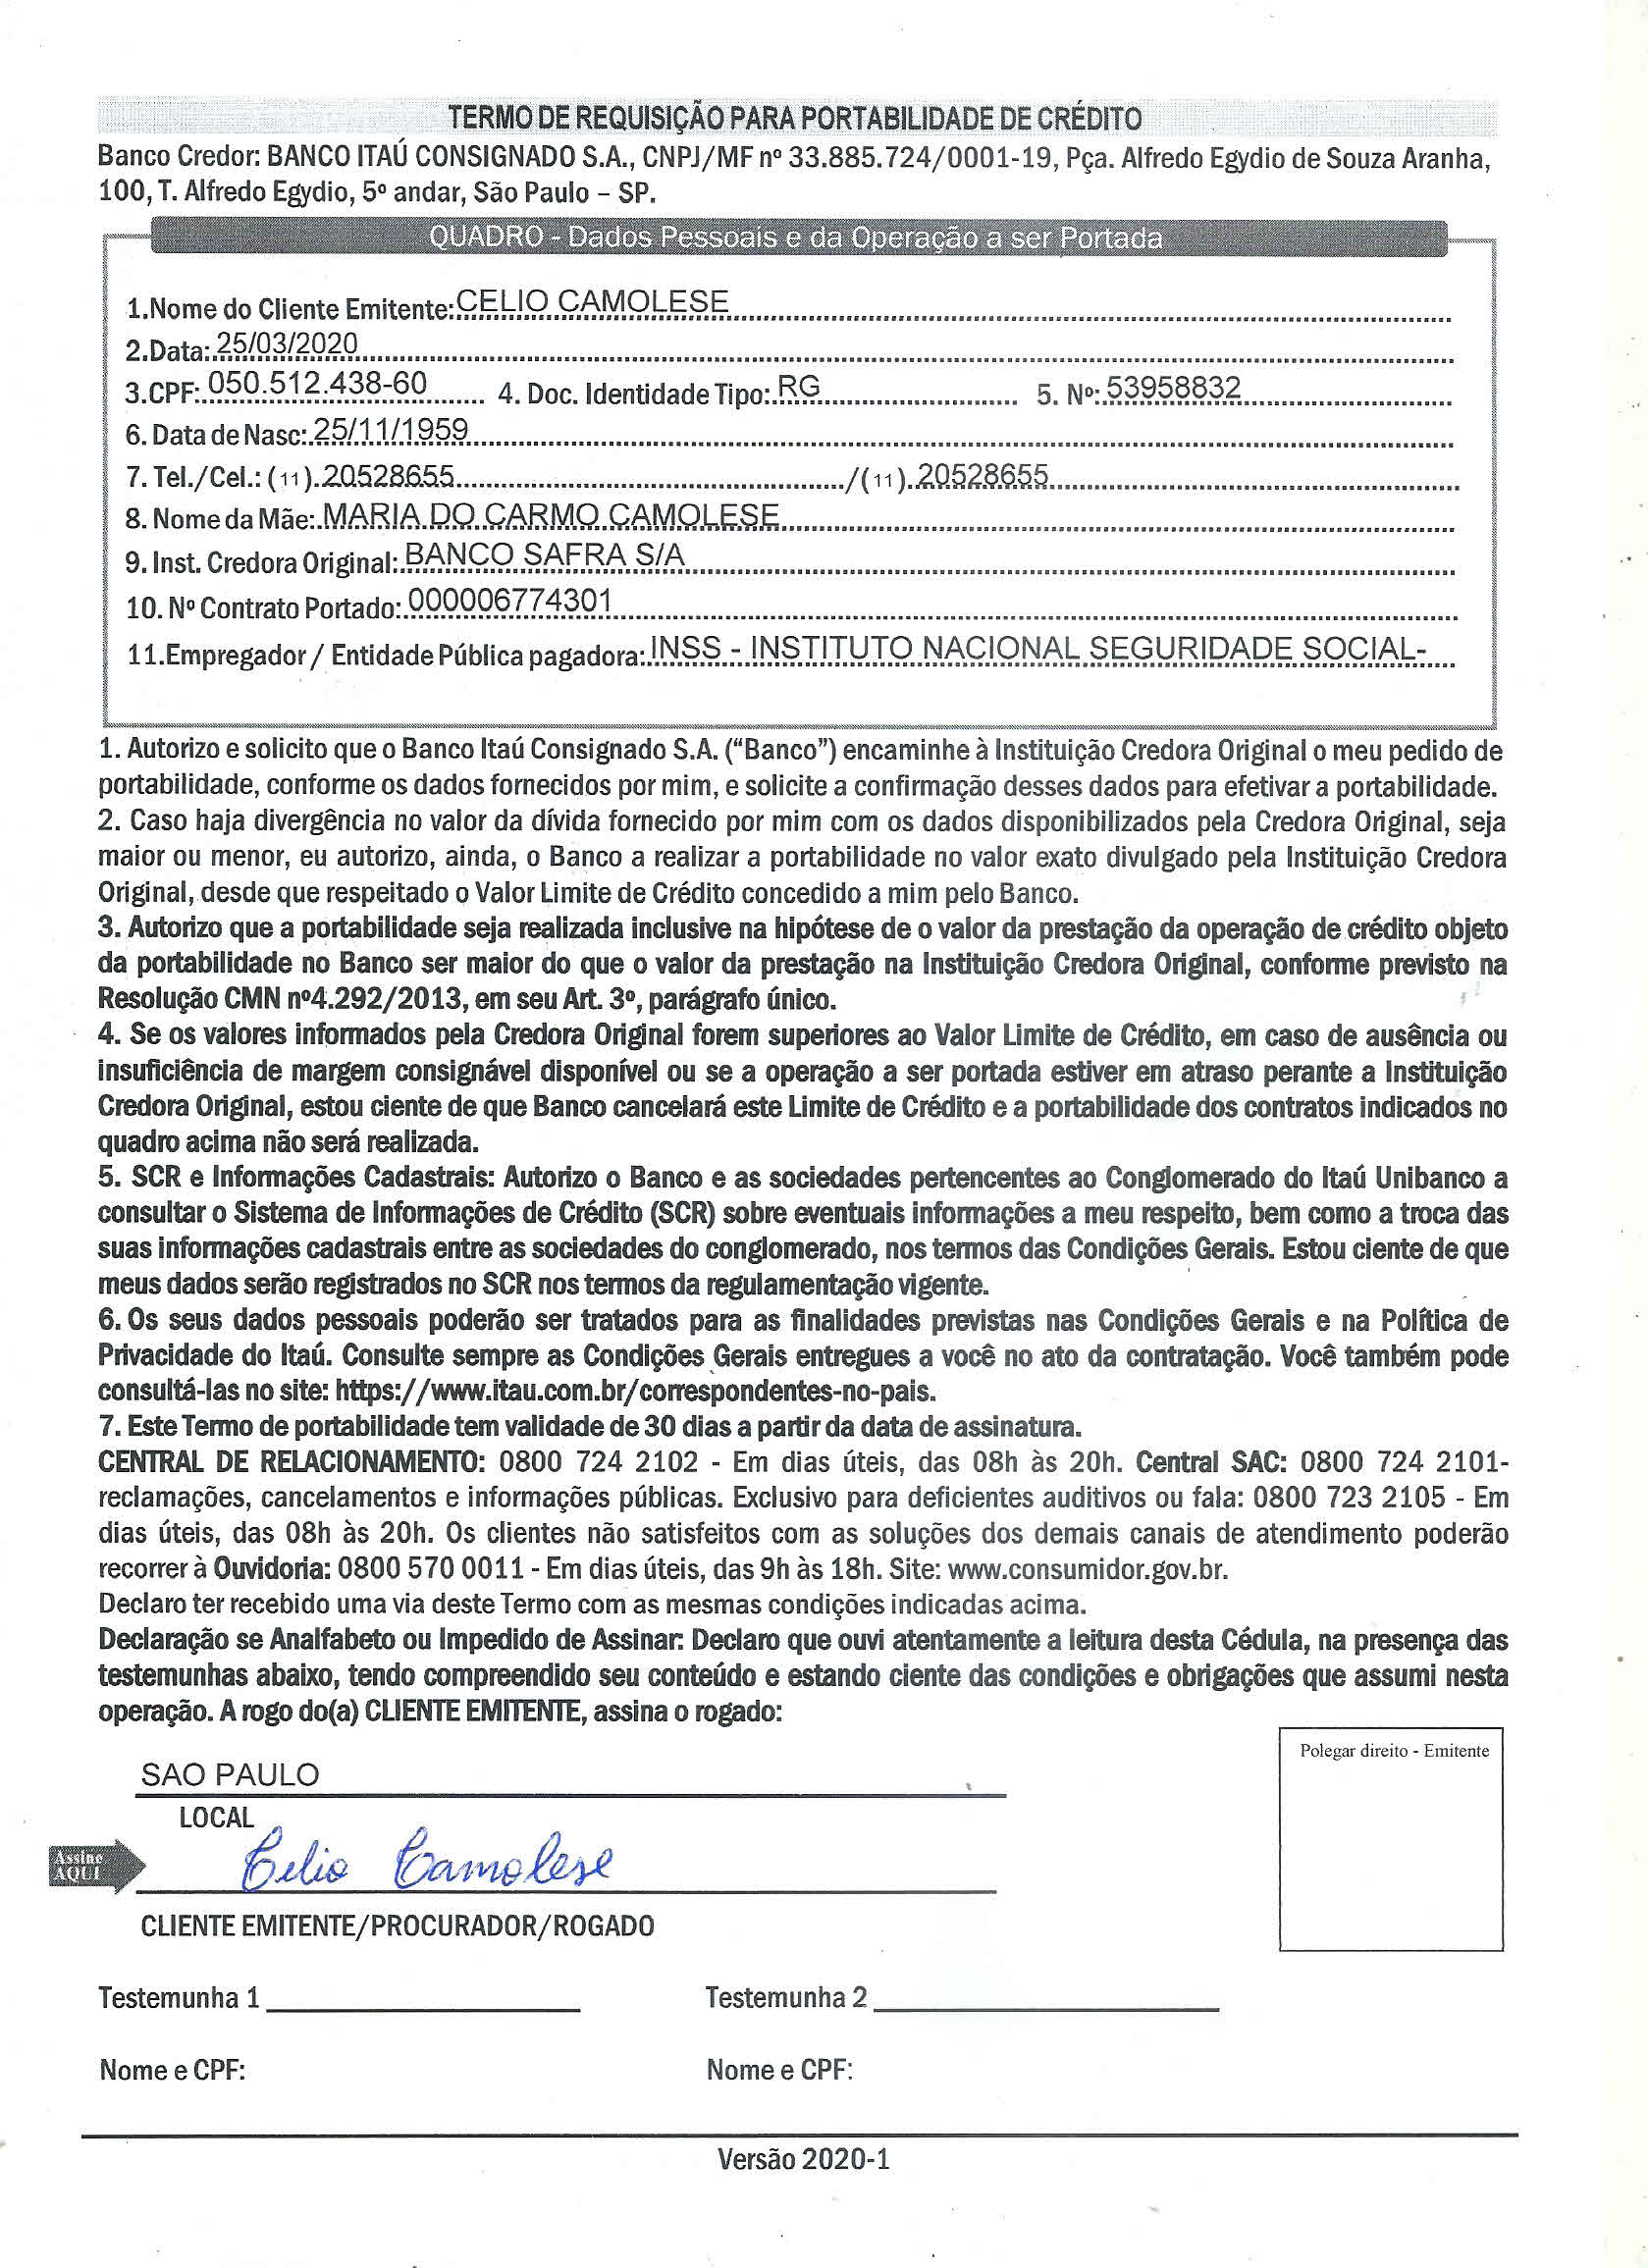 TERMO DE REQUISIÇÃO PARA PORTABILIDADE DE CRÉDITO
Banco Credor: BANCO ITAÚ CONSIGNADO S.A., CNPJ/MF nº 33.885.724/0001-19, Pça. Alfredo Egydio de Souza Aranha,
100, T. Alfredo Egydio, 5º andar, São Paulo – SP.
QUADRO - Dados Pessoais e da Operação a ser Portada
1.Nome do Cliente Emitente: CELIO CAMOLESE
2.Data: 25/03/2020
3.CPF: 050.512.438-60 4. Doc. Identidade Tipo: RG 5. Nº: 53958832
6. Data de Nasc: 25/11/1959
7. Tel./Cel.: (11) 20528655 /(11) 20528655
8. Nome da Mãe: MARIA DO CARMO CAMOLESE
9. Inst. Credora Original: BANCO SAFRA S/A
10. Nº Contrato Portado: 000006774301
11.Empregador / Entidade Pública pagadora: INSS - INSTITUTO NACIONAL SEGURIDADE SOCIAL-
1. Autorizo e solicito que o Banco Itaú Consignado S.A. (“Banco”) encaminhe à Instituição Credora Original o meu pedido de
portabilidade, conforme os dados fornecidos por mim, e solicite a confirmação desses dados para efetivar a portabilidade.
2. Caso haja divergência no valor da dívida fornecido por mim com os dados disponibilizados pela Credora Original, seja
maior ou menor, eu autorizo, ainda, o Banco a realizar a portabilidade no valor exato divulgado pela Instituição Credora
Original, desde que respeitado o Valor Limite de Crédito concedido a mim pelo Banco.
3. Autorizo que a portabilidade seja realizada inclusive na hipótese de o valor da prestação da operação de crédito objeto
da portabilidade no Banco ser maior do que o valor da prestação na Instituição Credora Original, conforme previsto na
Resolução CMN nº4.292/2013, em seu Art. 3º, parágrafo único.
4. Se os valores informados pela Credora Original forem superiores ao Valor Limite de Crédito, em caso de ausência ou
insuficiência de margem consignável disponível ou se a operação a ser portada estiver em atraso perante a Instituição
Credora Original, estou ciente de que Banco cancelará este Limite de Crédito e a portabilidade dos contratos indicados no
quadro acima não será realizada.
5. SCR e Informações Cadastrais: Autorizo o Banco e as sociedades pertencentes ao Conglomerado do Itaú Unibanco a
consultar o Sistema de Informações de Crédito (SCR) sobre eventuais informações a meu respeito, bem como a troca das
suas informações cadastrais entre as sociedades do conglomerado, nos termos das Condições Gerais. Estou ciente de que
meus dados serão registrados no SCR nos termos da regulamentação vigente.
6. Os seus dados pessoais poderão ser tratados para as finalidades previstas nas Condições Gerais e na Política de
Privacidade do Itaú. Consulte sempre as Condições Gerais entregues a você no ato da contratação. Você também pode
consultá-las no site: https://www.itau.com.br/correspondentes-no-pais.
7. Este Termo de portabilidade tem validade de 30 dias a partir da data de assinatura.
CENTRAL DE RELACIONAMENTO: 0800 724 2102 - Em dias úteis, das 08h às 20h. Central SAC: 0800 724 2101-
reclamações, cancelamentos e informações públicas. Exclusivo para deficientes auditivos ou fala: 0800 723 2105 - Em
dias úteis, das 08h às 20h. Os clientes não satisfeitos com as soluções dos demais canais de atendimento poderão
recorrer à Ouvidoria: 0800 570 0011 - Em dias úteis, das 9h às 18h. Site: www.consumidor.gov.br.
Declaro ter recebido uma via deste Termo com as mesmas condições indicadas acima.
Declaração se Analfabeto ou Impedido de Assinar: Declaro que ouvi atentamente a leitura desta Cédula, na presença das
testemunhas abaixo, tendo compreendido seu conteúdo e estando ciente das condições e obrigações que assumi nesta
operação. A rogo do(a) CLIENTE EMITENTE, assina o rogado:
Polegar direito - Emitente
SAO PAULO
LOCAL
Assine
AQUI
Celio Camolese
CLIENTE EMITENTE/PROCURADOR/ROGADO
Testemunha 1 Testemunha 2
Nome e CPF: Nome e CPF:
Versão 2020-1